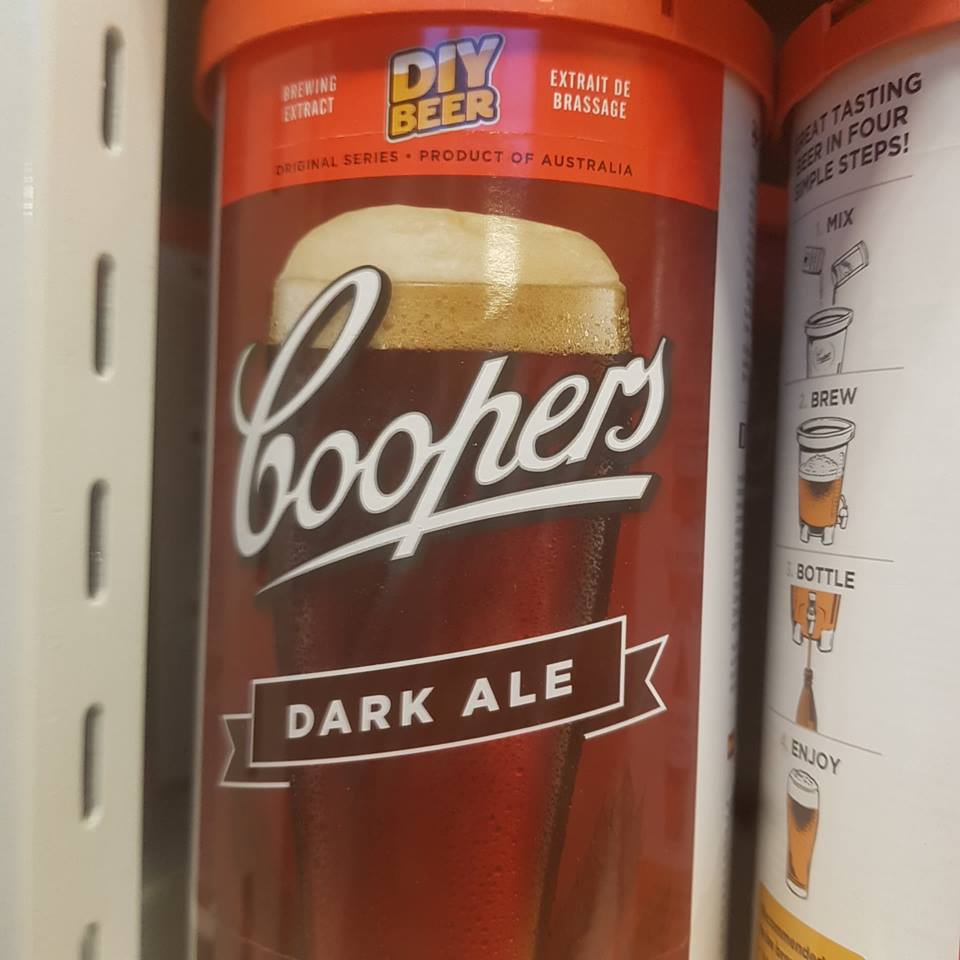 DIY
BEER
BREWING
EXTRACT
EXTRAIT DE
BRASSAGE
ORIGINAL SERIES • PRODUCT OF AUSTRALIA
Coopers
DARK ALE
GREAT TASTING
BEER IN FOUR
SIMPLE STEPS!
1. MIX
2. BREW
3. BOTTLE
4. ENJOY